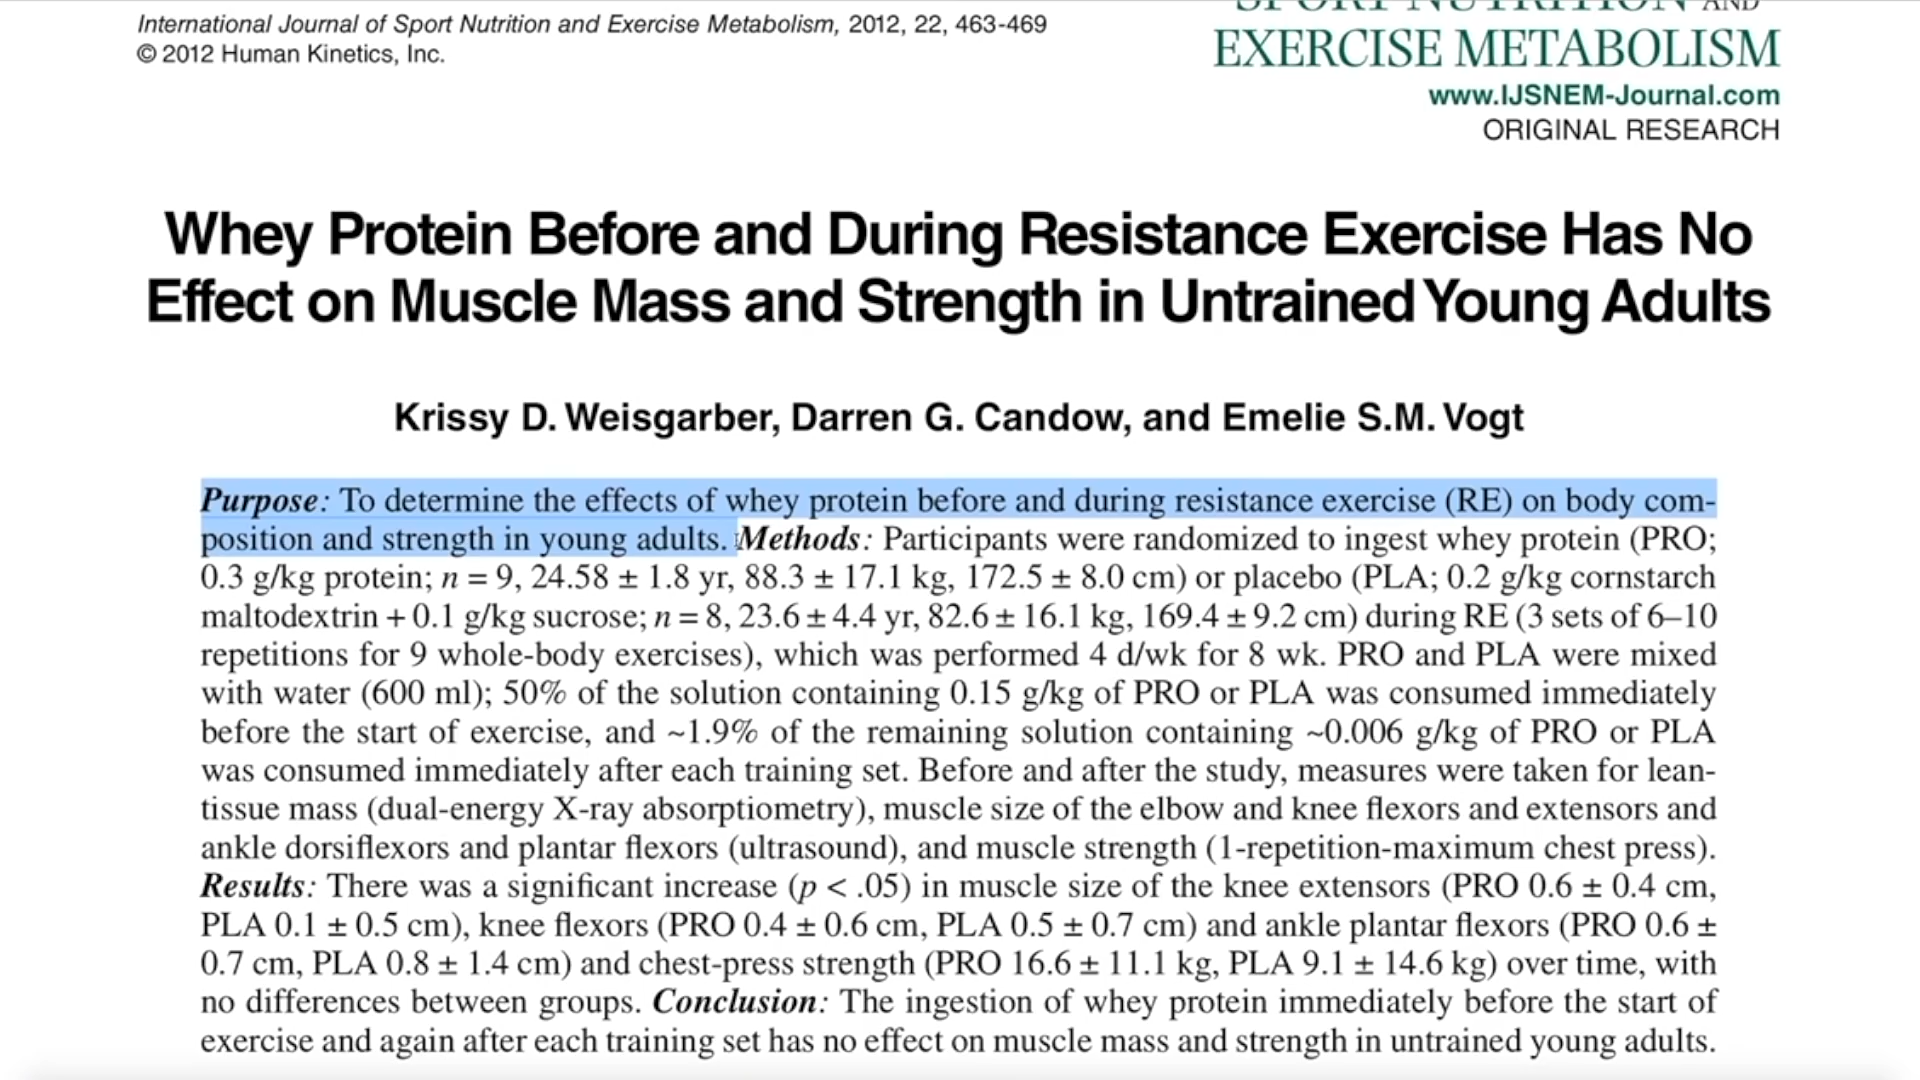 International Journal of Sport Nutrition and Exercise Metabolism, 2012, 22, 463-469
© 2012 Human Kinetics, Inc.
SPORT NUTRITION AND
EXERCISE METABOLISM
www.IJSNEM-Journal.com
ORIGINAL RESEARCH
Whey Protein Before and During Resistance Exercise Has No
Effect on Muscle Mass and Strength in Untrained Young Adults
Krissy D. Weisgarber, Darren G. Candow, and Emelie S.M. Vogt
Purpose: To determine the effects of whey protein before and during resistance exercise (RE) on body com-
position and strength in young adults. Methods: Participants were randomized to ingest whey protein (PRO;
0.3 g/kg protein; n = 9, 24.58 ± 1.8 yr, 88.3 ± 17.1 kg, 172.5 ± 8.0 cm) or placebo (PLA; 0.2 g/kg cornstarch
maltodextrin + 0.1 g/kg sucrose; n = 8, 23.6 ± 4.4 yr, 82.6 ± 16.1 kg, 169.4 ± 9.2 cm) during RE (3 sets of 6–10
repetitions for 9 whole-body exercises), which was performed 4 d/wk for 8 wk. PRO and PLA were mixed
with water (600 ml); 50% of the solution containing 0.15 g/kg of PRO or PLA was consumed immediately
before the start of exercise, and ~1.9% of the remaining solution containing ~0.006 g/kg of PRO or PLA
was consumed immediately after each training set. Before and after the study, measures were taken for lean-
tissue mass (dual-energy X-ray absorptiometry), muscle size of the elbow and knee flexors and extensors and
ankle dorsiflexors and plantar flexors (ultrasound), and muscle strength (1-repetition-maximum chest press).
Results: There was a significant increase (p < .05) in muscle size of the knee extensors (PRO 0.6 ± 0.4 cm,
PLA 0.1 ± 0.5 cm), knee flexors (PRO 0.4 ± 0.6 cm, PLA 0.5 ± 0.7 cm) and ankle plantar flexors (PRO 0.6 ±
0.7 cm, PLA 0.8 ± 1.4 cm) and chest-press strength (PRO 16.6 ± 11.1 kg, PLA 9.1 ± 14.6 kg) over time, with
no differences between groups. Conclusion: The ingestion of whey protein immediately before the start of
exercise and again after each training set has no effect on muscle mass and strength in untrained young adults.